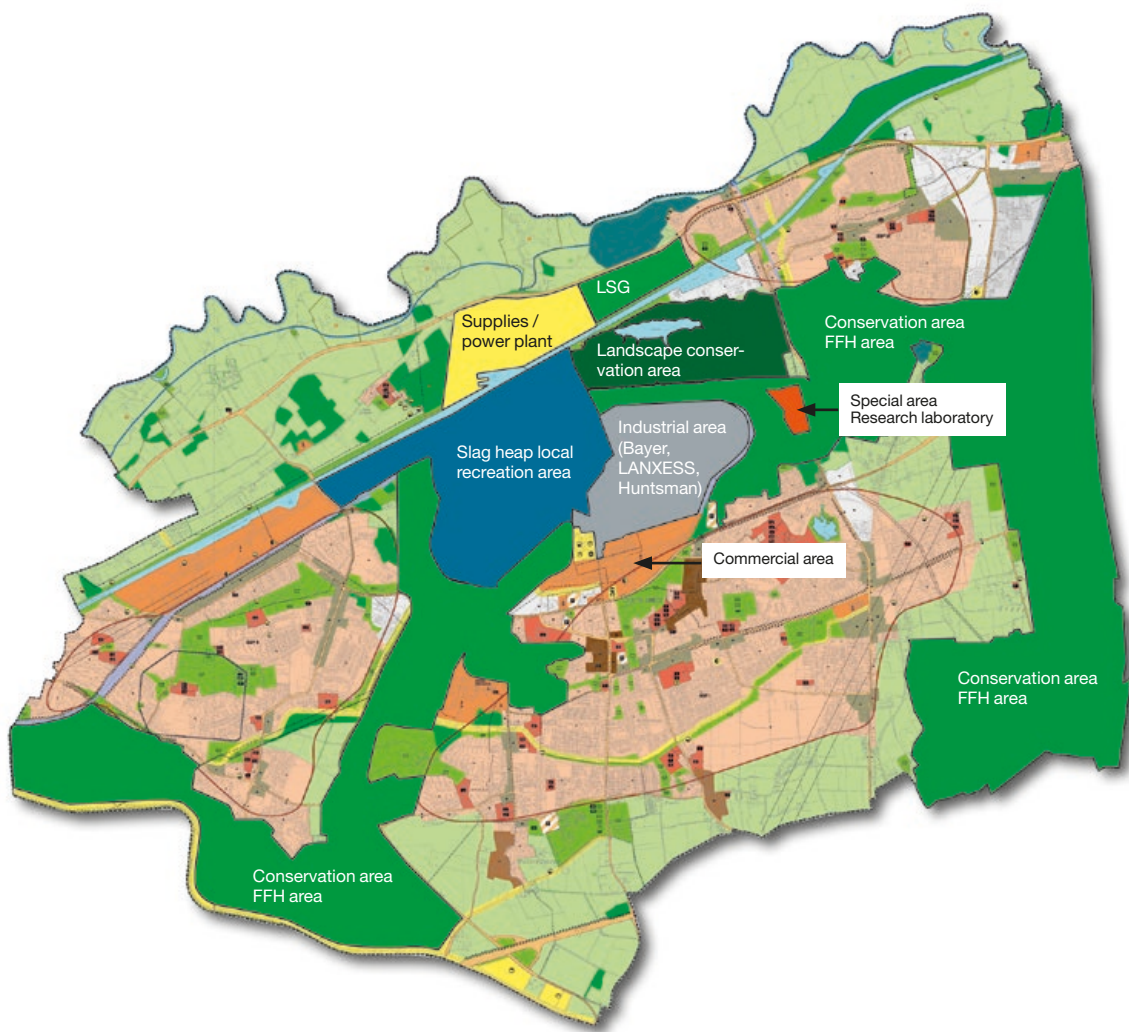 LSG
Supplies /
power plant
Conservation area
FFH area
Landscape conser-
vation area
Special area
Research laboratory
Industrial area
(Bayer,
LANXESS,
Huntsman)
Slag heap local
recreation area
Commercial area
Conservation area
FFH area
Conservation area
FFH area